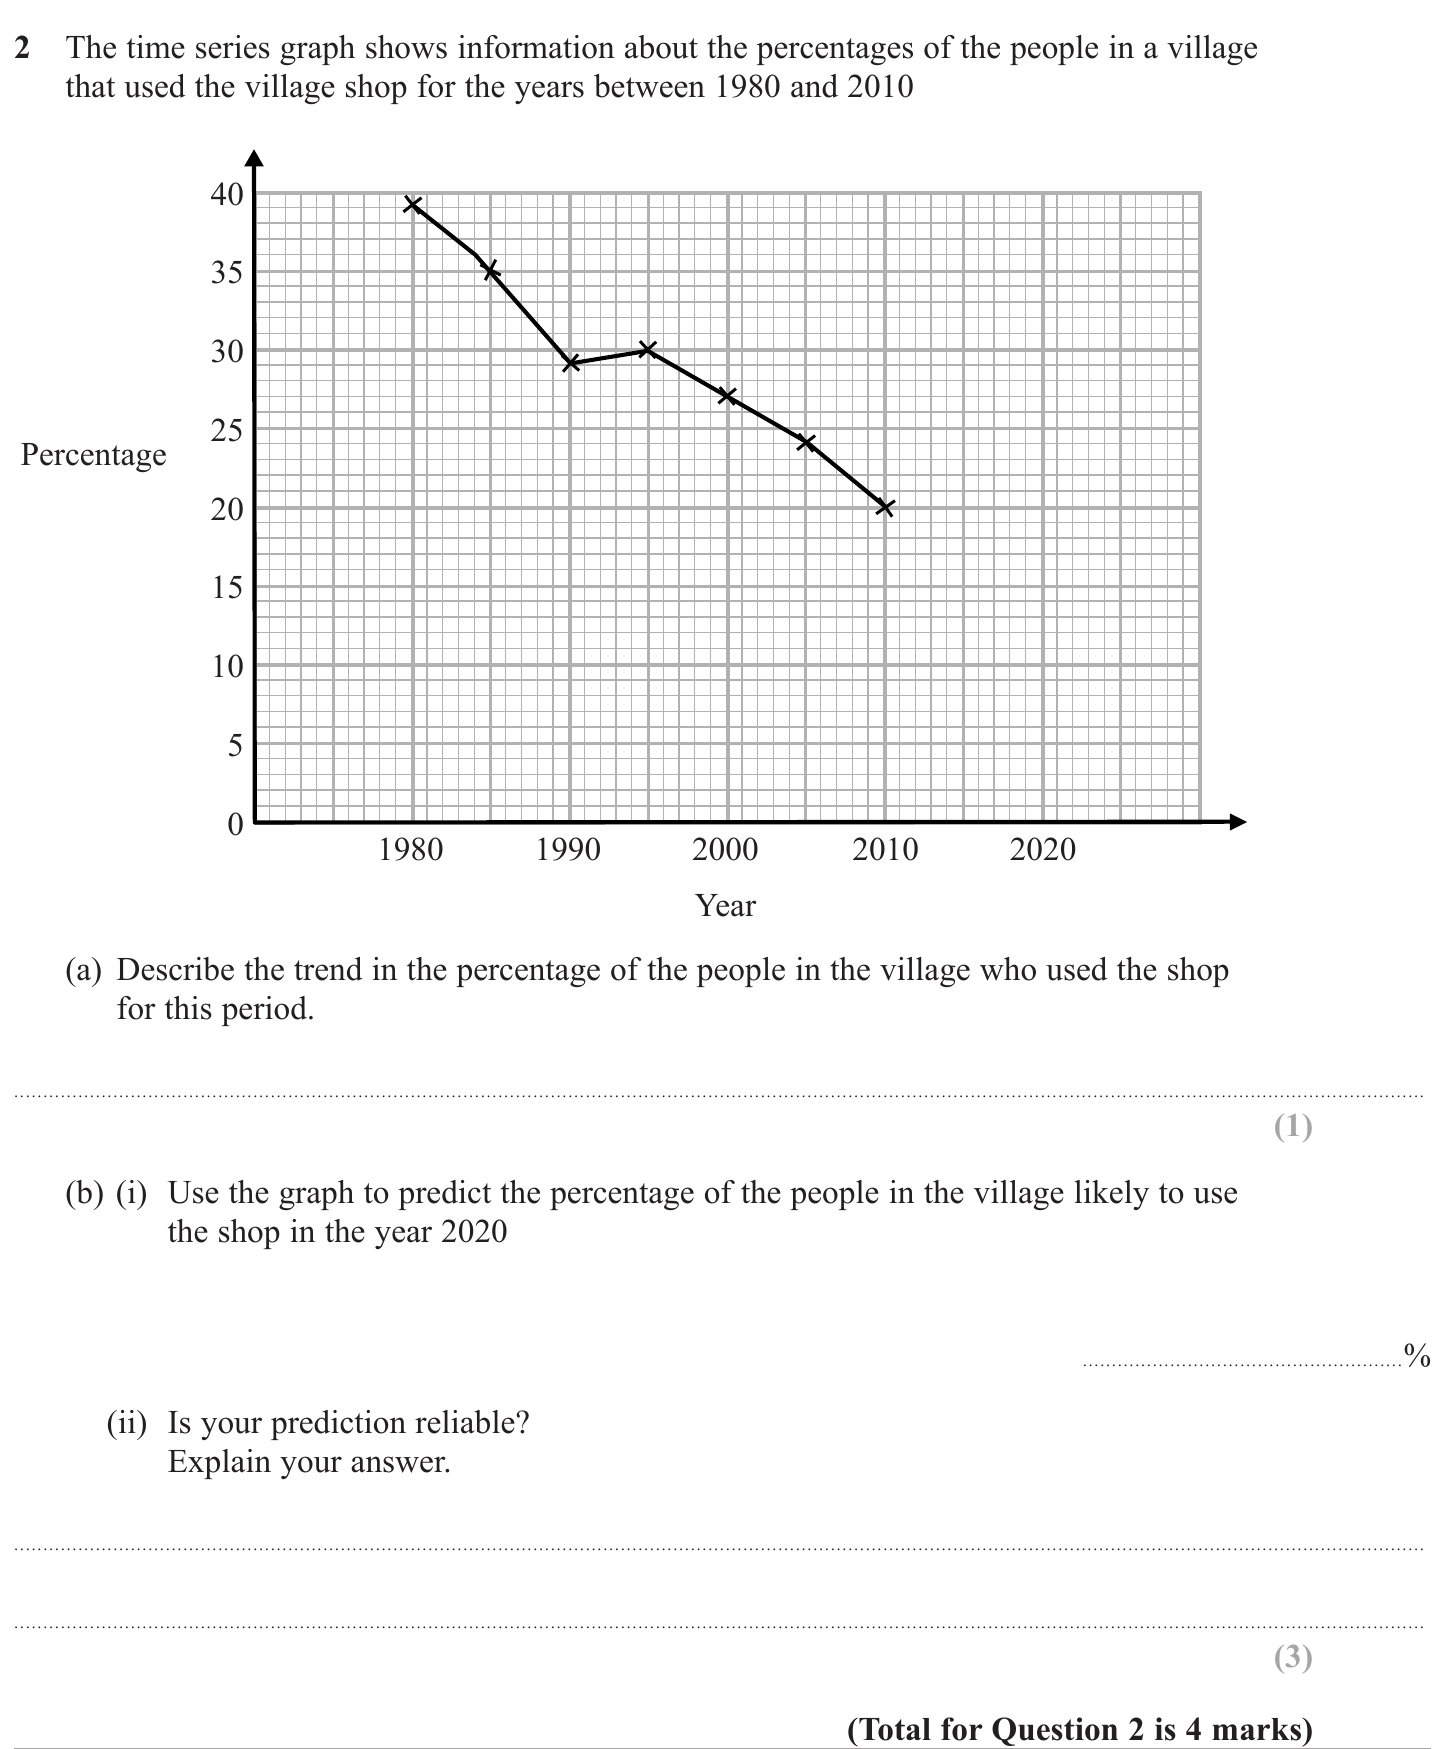 2 The time series graph shows information about the percentages of the people in a village
that used the village shop for the years between 1980 and 2010
40
35
30
25
Percentage
20
15
10
5
0
1980 1990 2000 2010 2020
Year
(a) Describe the trend in the percentage of the people in the village who used the shop
for this period.
(1)
(b) (i) Use the graph to predict the percentage of the people in the village likely to use
the shop in the year 2020
%
(ii) Is your prediction reliable?
Explain your answer.
(3)
(Total for Question 2 is 4 marks)